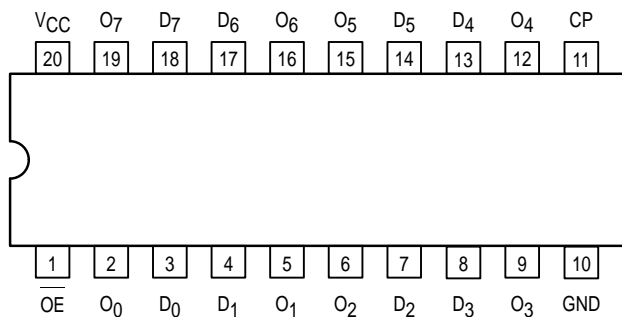 VCC O7 D7 D6 O6 O5 D5 D4 O4 CP
20 19 18 17 16 15 14 13 12 11
1 2 3 4 5 6 7 8 9 10
O̅E̅ O0 D0 D1 O1 O2 D2 D3 O3 GND